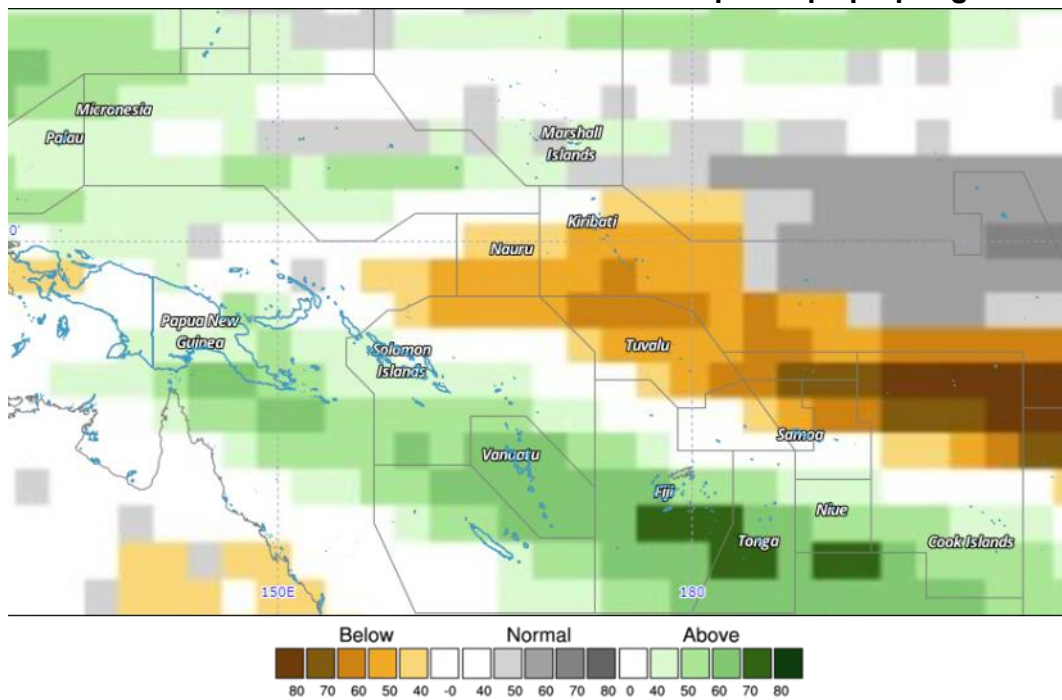 Micronesia
Palau
Marshall
Islands
Kiribati
0°
Nauru
Papua New
Guinea
Solomon
Islands
Tuvalu
Samoa
Vanuatu
Fiji
Niue
Tonga
Cook Islands
150E
180
Below Normal Above
80 70 60 50 40 -0 40 50 60 70 80 0 40 50 60 70 80